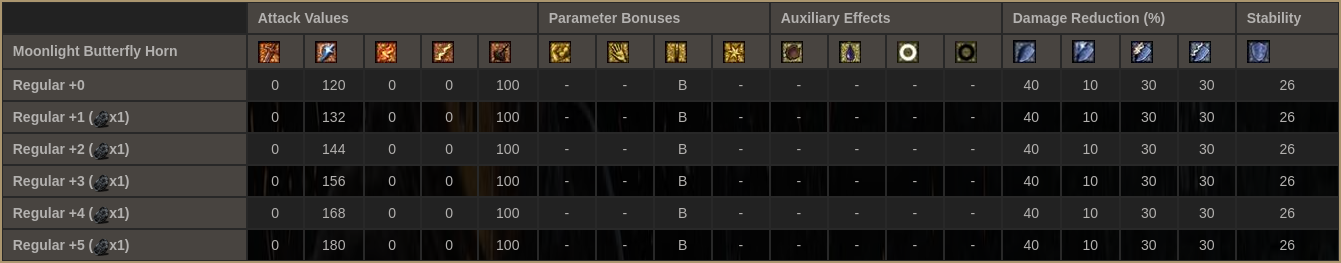 Attack Values Parameter Bonuses Auxiliary Effects Damage Reduction (%) Stability
Moonlight Butterfly Horn
Regular +0 0 120 0 0 100 - - B - - - - - 40 10 30 30 26
Regular +1 (x1) 0 132 0 0 100 - - B - - - - - 40 10 30 30 26
Regular +2 (x1) 0 144 0 0 100 - - B - - - - - 40 10 30 30 26
Regular +3 (x1) 0 156 0 0 100 - - B - - - - - 40 10 30 30 26
Regular +4 (x1) 0 168 0 0 100 - - B - - - - - 40 10 30 30 26
Regular +5 (x1) 0 180 0 0 100 - - B - - - - - 40 10 30 30 26